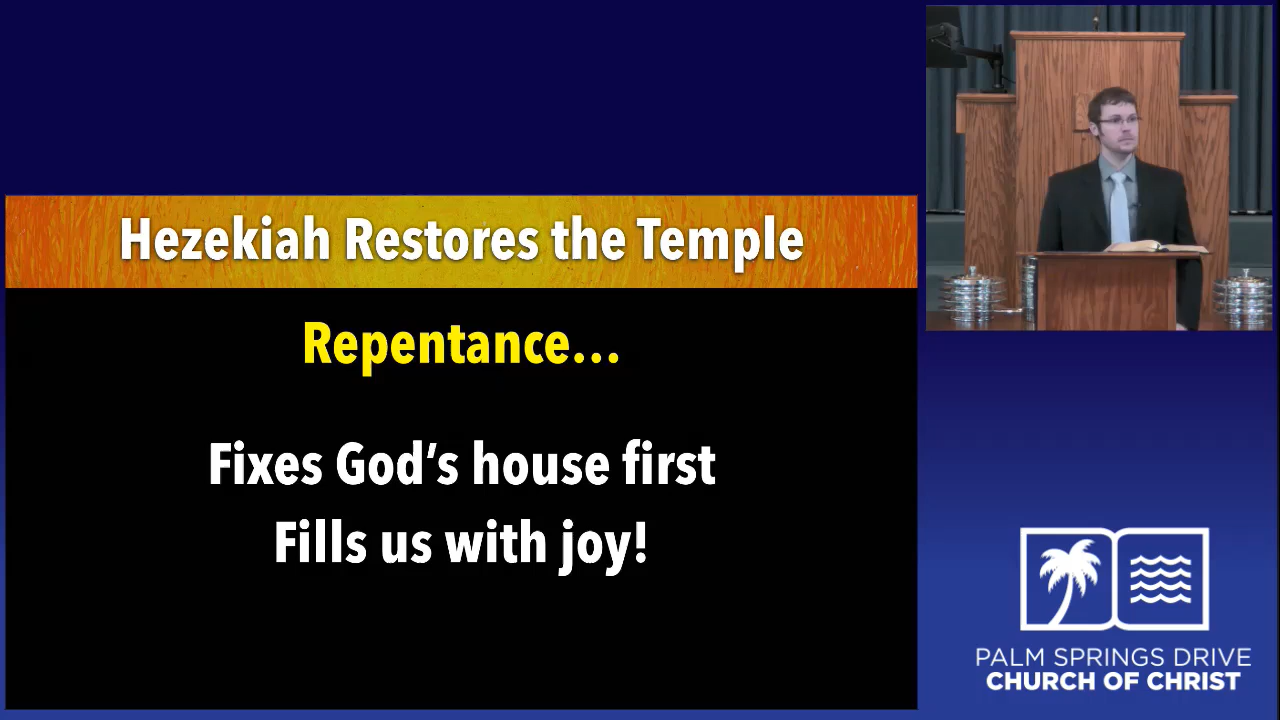 Hezekiah Restores the Temple
Repentance...
Fixes God's house first
Fills us with joy!
PALM SPRINGS DRIVE
CHURCH OF CHRIST